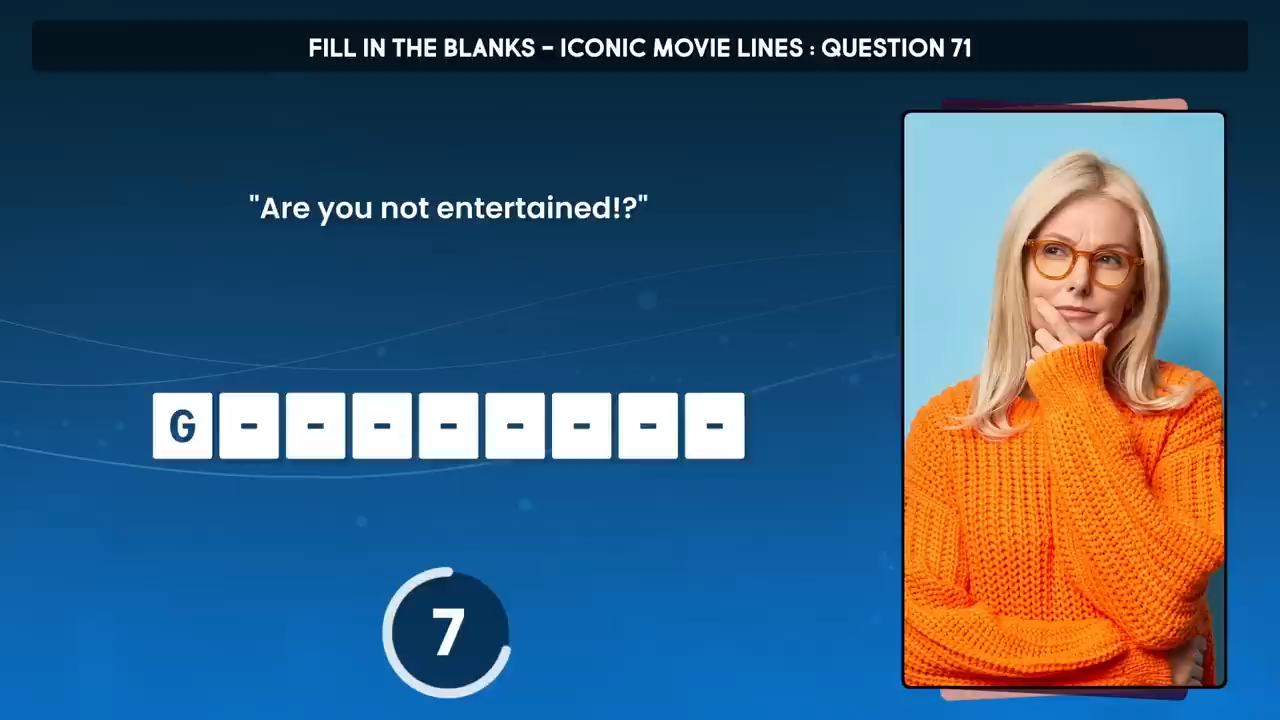 FILL IN THE BLANKS - ICONIC MOVIE LINES : QUESTION 71
"Are you not entertained!?"
G - - - - - - - -
7